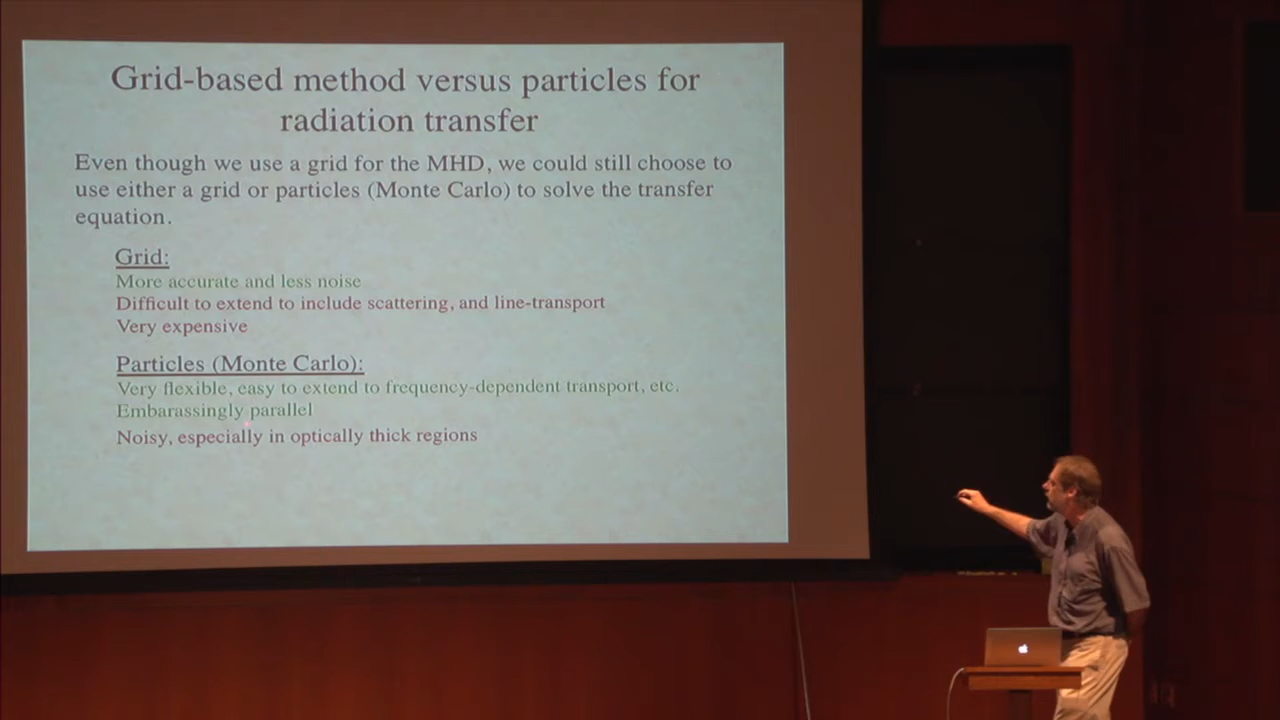 Grid-based method versus particles for
radiation transfer
Even though we use a grid for the MHD, we could still choose to
use either a grid or particles (Monte Carlo) to solve the transfer
equation.
Grid:
More accurate and less noise
Difficult to extend to include scattering, and line-transport
Very expensive
Particles (Monte Carlo):
Very flexible, easy to extend to frequency-dependent transport, etc.
Embarassingly parallel
Noisy, especially in optically thick regions